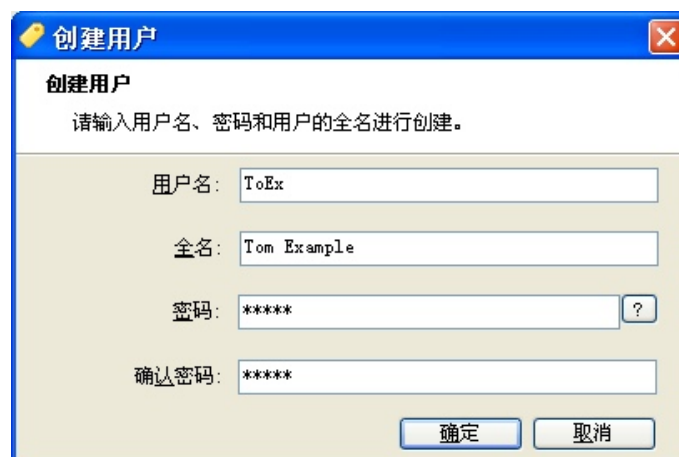 创建用户
创建用户
请输入用户名、密码和用户的全名进行创建。
用户名: ToEx
全名: Tom Example
密码: ***** ?
确认密码: *****
确定 取消